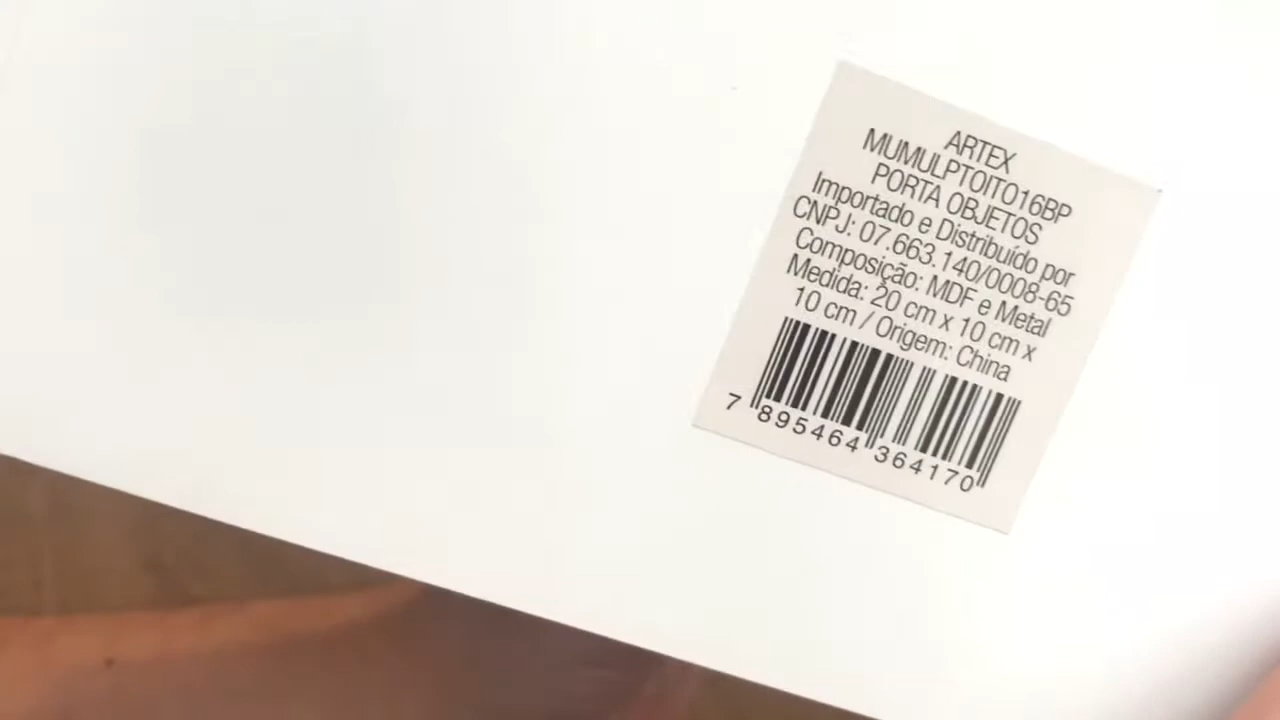 ARTEX
MUMULPTOITO16BP
PORTA OBJETOS
Importado e Distribuído por
CNPJ: 07.663.140/0008-65
Composição: MDF e Metal
Medida: 20 cm x 10 cm x
10 cm / Origem: China
7 895464 364170